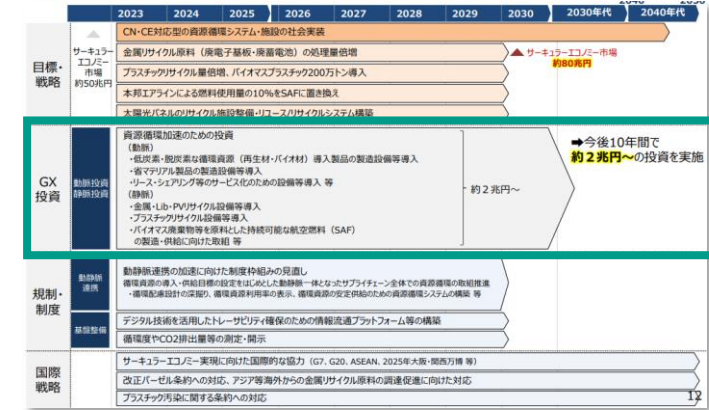 2023 2024 2025 2026 2027 2028 2029 2030 2030年代 2040年代
目標・
戦略
サーキュラー
エコノミー
市場
約50兆円
CN・CE対応型の資源循環システム・施設の社会実装
金属リサイクル原料(廃電子基板・廃蓄電池)の処理量倍増
プラスチックリサイクル量倍増、バイオマスプラスチック200万トン導入
本邦エアラインによる燃料使用量の10%をSAFに置き換え
太陽光パネルのリサイクル施設整備・リユース/リサイクルシステム構築
サーキュラーエコノミー市場
約80兆円
GX
投資
動脈投資
静脈投資
資源循環加速のための投資
(動脈)
・低炭素・脱炭素な循環資源(再生材・バイオ材)導入製品の製造設備等導入
・省マテリアル製品の製造設備等導入
・リース・シェアリング等のサービス化のための設備等導入 等
(静脈)
・金属・Lib・PVリサイクル設備等導入
・プラスチックリサイクル設備等導入
・バイオマス廃棄物等を原料とした持続可能な航空燃料(SAF)
の製造・供給に向けた取組 等
約2兆円~
➡今後10年間で
約2兆円~の投資を実施
規制・
制度
動静脈
連携
動静脈連携の加速に向けた制度枠組みの見直し
循環資源の導入・供給目標の設定をはじめとした動静脈一体となったサプライチェーン全体での資源循環の取組推進
・循環配慮設計の深掘り、循環資源利用率の表示、循環資源の安定供給のための資源循環システムの構築 等
基盤整備
デジタル技術を活用したトレーサビリティ確保のための情報流通プラットフォーム等の構築
循環度やCO2排出量等の測定・開示
国際
戦略
サーキュラーエコノミー実現に向けた国際的な協力(G7、G20、ASEAN、2025年大阪・関西万博 等)
改正バーゼル条約への対応、アジア等海外からの金属リサイクル原料の調達促進に向けた対応
プラスチック汚染に関する条約への対応
12